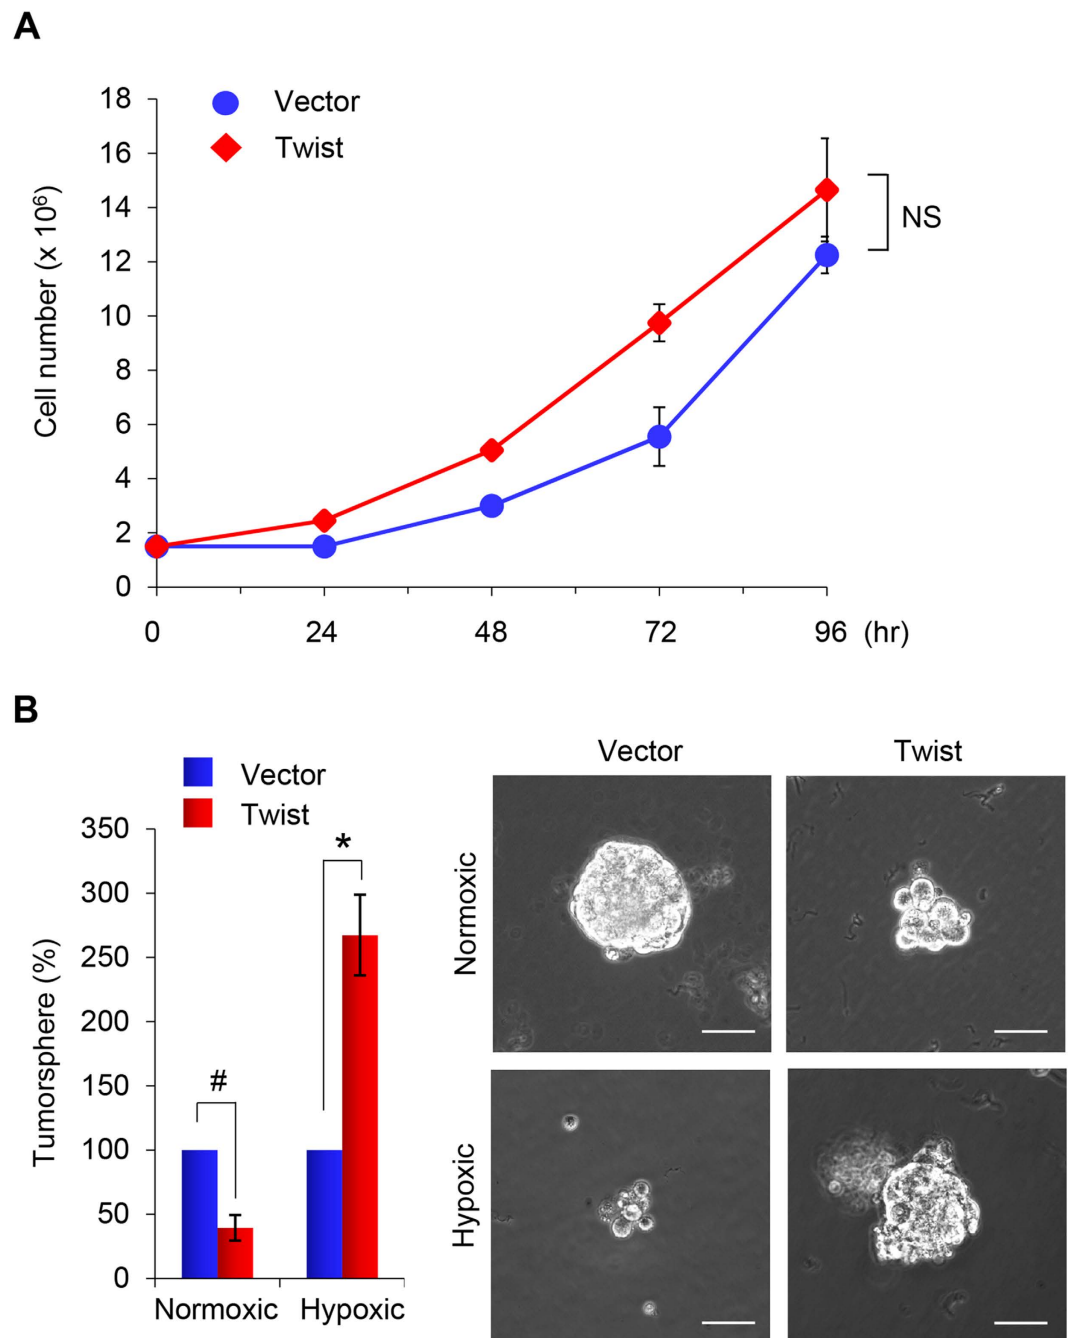 A
Vector
Twist
18
16
14
12
10
8
6
4
2
0
Cell number (x 10⁶)
NS
0 24 48 72 96 (hr)
B
Vector
Twist
350
300
250
200
150
100
50
0
Tumorsphere (%)
#
*
Normoxic Hypoxic
Vector Twist
Normoxic
Hypoxic